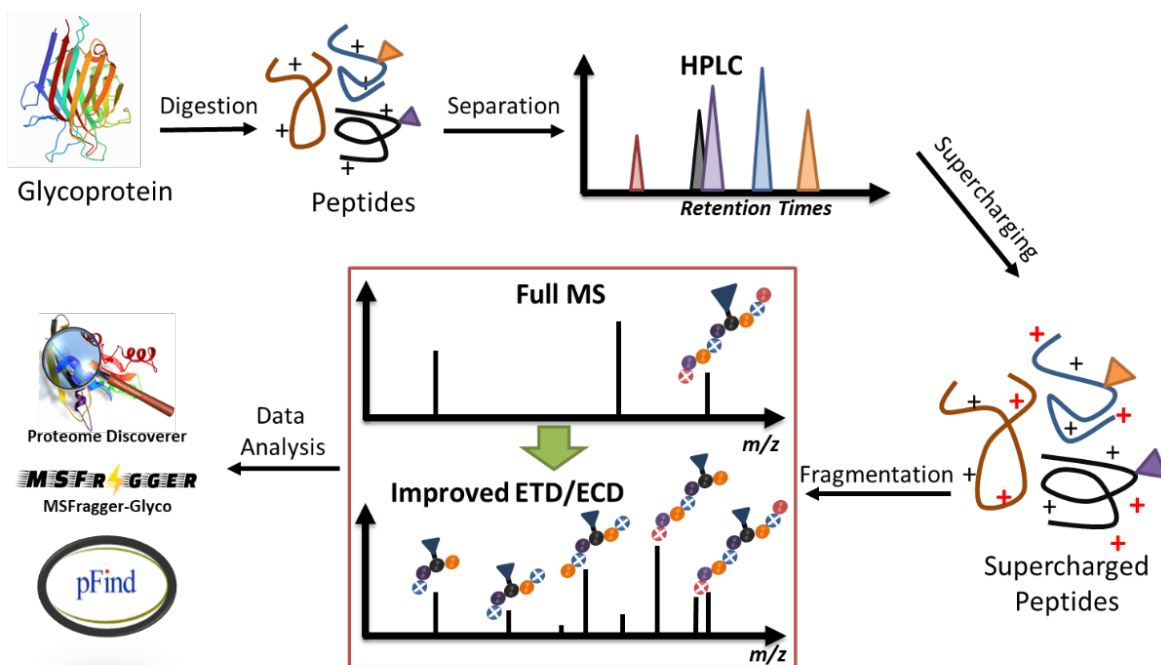 Glycoprotein
Digestion
Peptides
Separation
HPLC
Retention Times
Supercharging
Supercharged
Peptides
Fragmentation
Full MS
m/z
Improved ETD/ECD
m/z
Data
Analysis
Proteome Discoverer
MSFRAGGER
MSFragger-Glyco
pFind